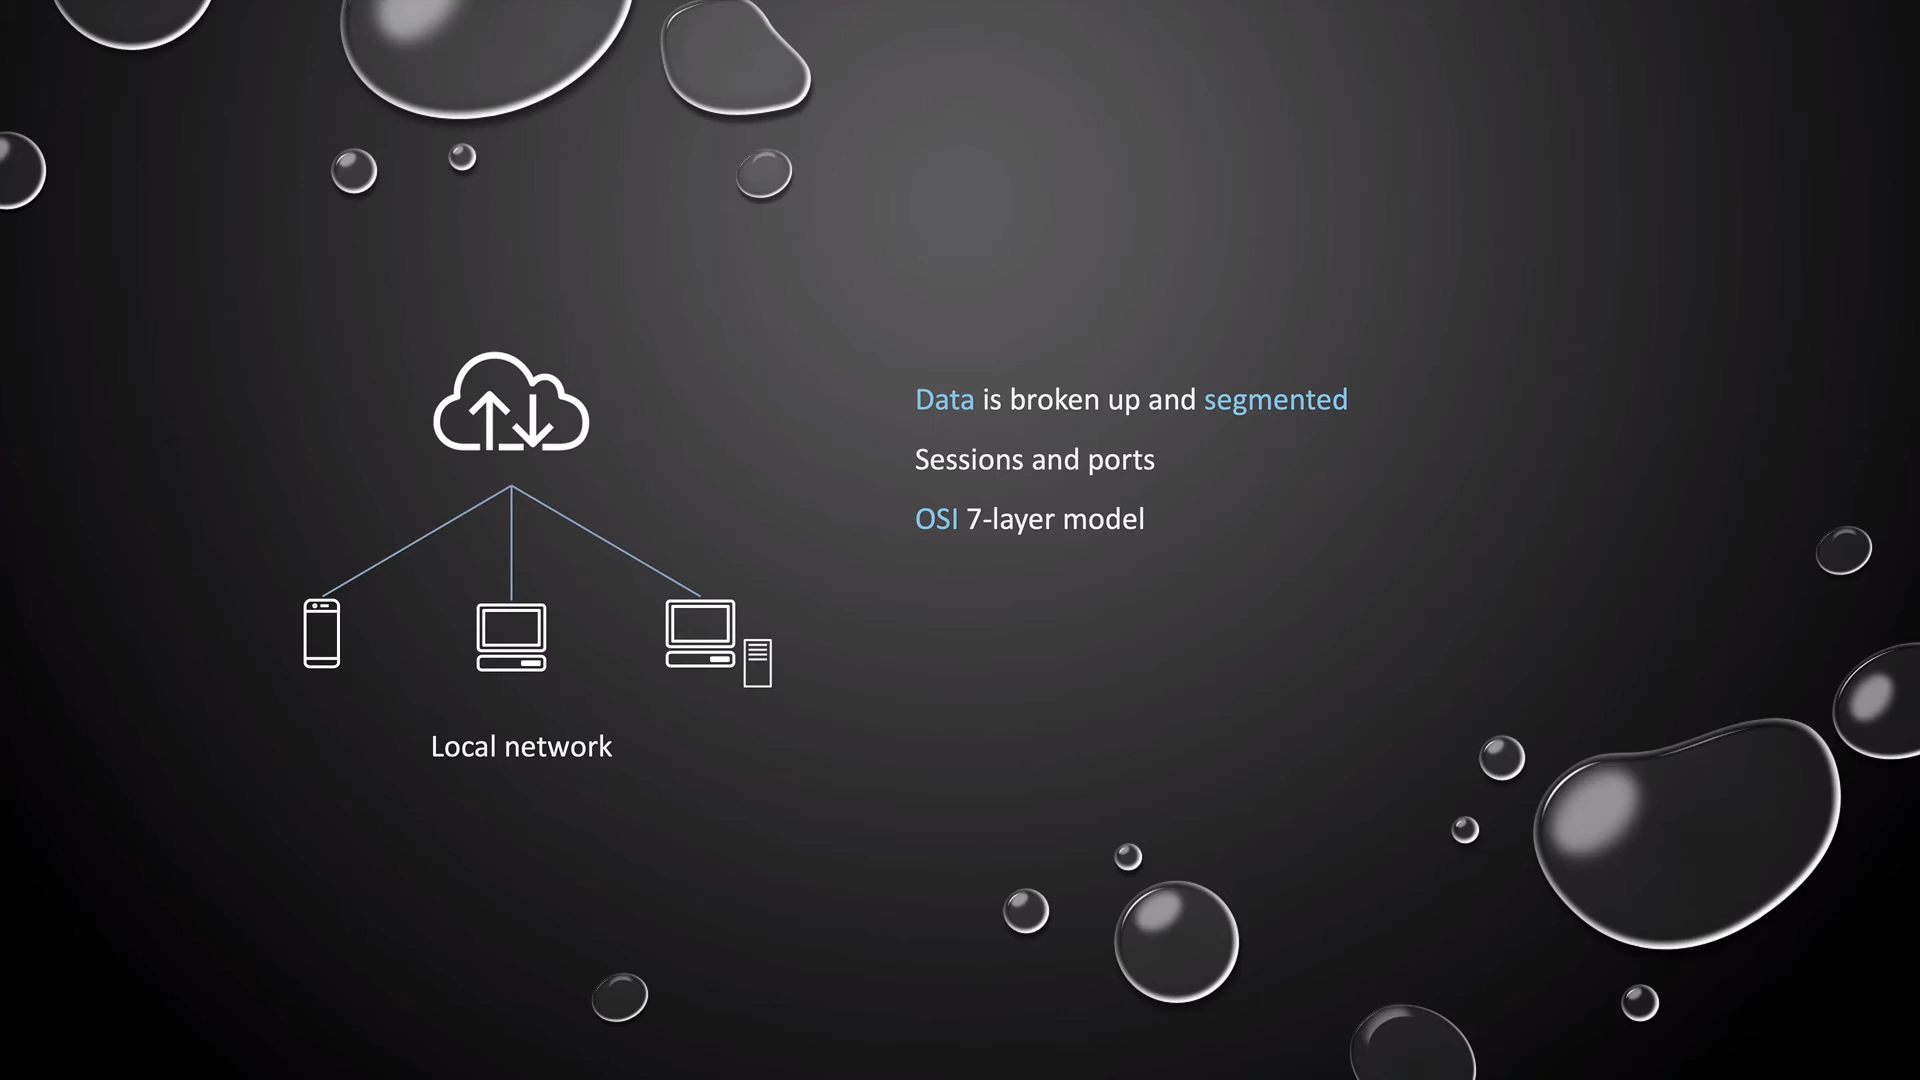 Data is broken up and segmented
Sessions and ports
OSI 7-layer model
Local network